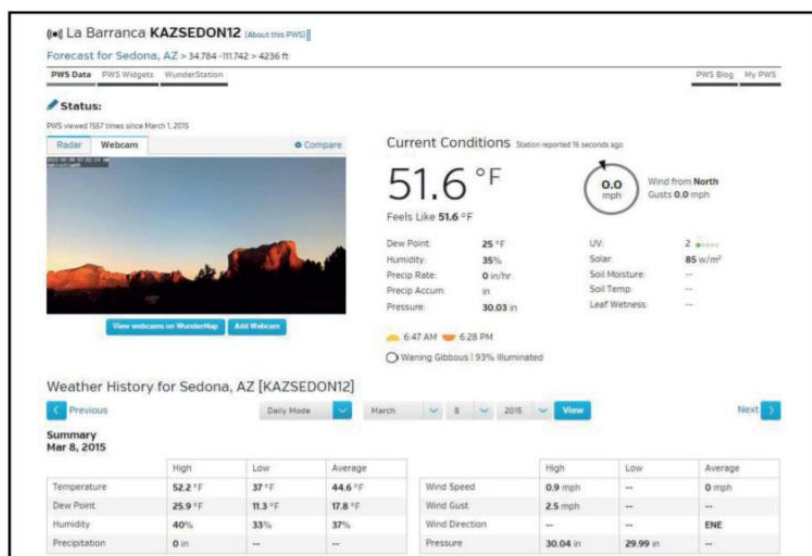 La Barranca KAZSEDON12 (About this PWS)
Forecast for Sedona, AZ > 34.784 -111.742 > 4236 ft
PWS Data PWS Widgets WunderStation PWS Blog My PWS
Status:
PWS viewed 1557 times since March 1, 2015
Radar Webcam Compare
View webcams on WunderMap Add Webcam
Current Conditions Station reported 16 seconds ago
51.6 °F
Feels Like 51.6 °F
0.0
mph
Wind from North
Gusts 0.0 mph
Dew Point: 25 °F
Humidity: 35%
Precip Rate: 0 in/hr
Precip Accum: in
Pressure: 30.03 in
UV: 2
Solar: 85 w/m²
Soil Moisture: --
Soil Temp: --
Leaf Wetness: --
6:47 AM 6:28 PM
Waning Gibbous | 93% Illuminated
Weather History for Sedona, AZ [KAZSEDON12]
Previous Daily Mode March 8 2015 View Next
Summary
Mar 8, 2015
High Low Average
Temperature 52.2 °F 37 °F 44.6 °F
Dew Point 25.9 °F 11.3 °F 17.8 °F
Humidity 40% 33% 37%
Precipitation 0 in -- --
High Low Average
Wind Speed 0.9 mph -- 0 mph
Wind Gust 2.5 mph -- --
Wind Direction -- -- ENE
Pressure 30.04 in 29.99 in --